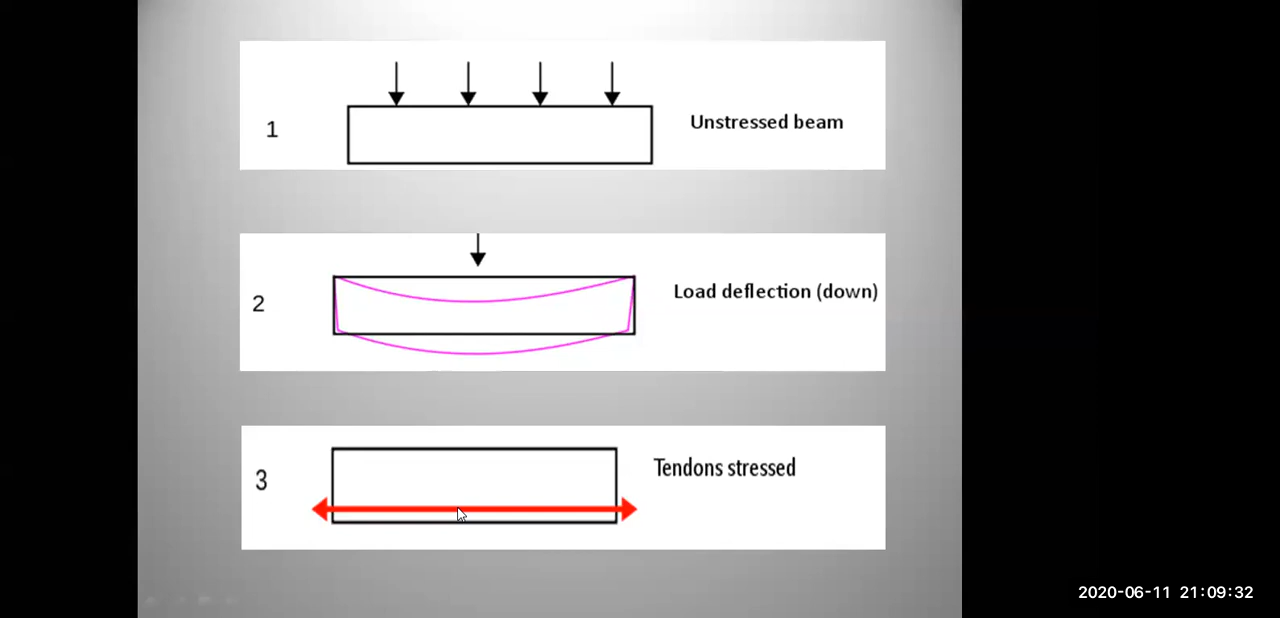 1
Unstressed beam
2
Load deflection (down)
3
Tendons stressed
2020-06-11 21:09:32